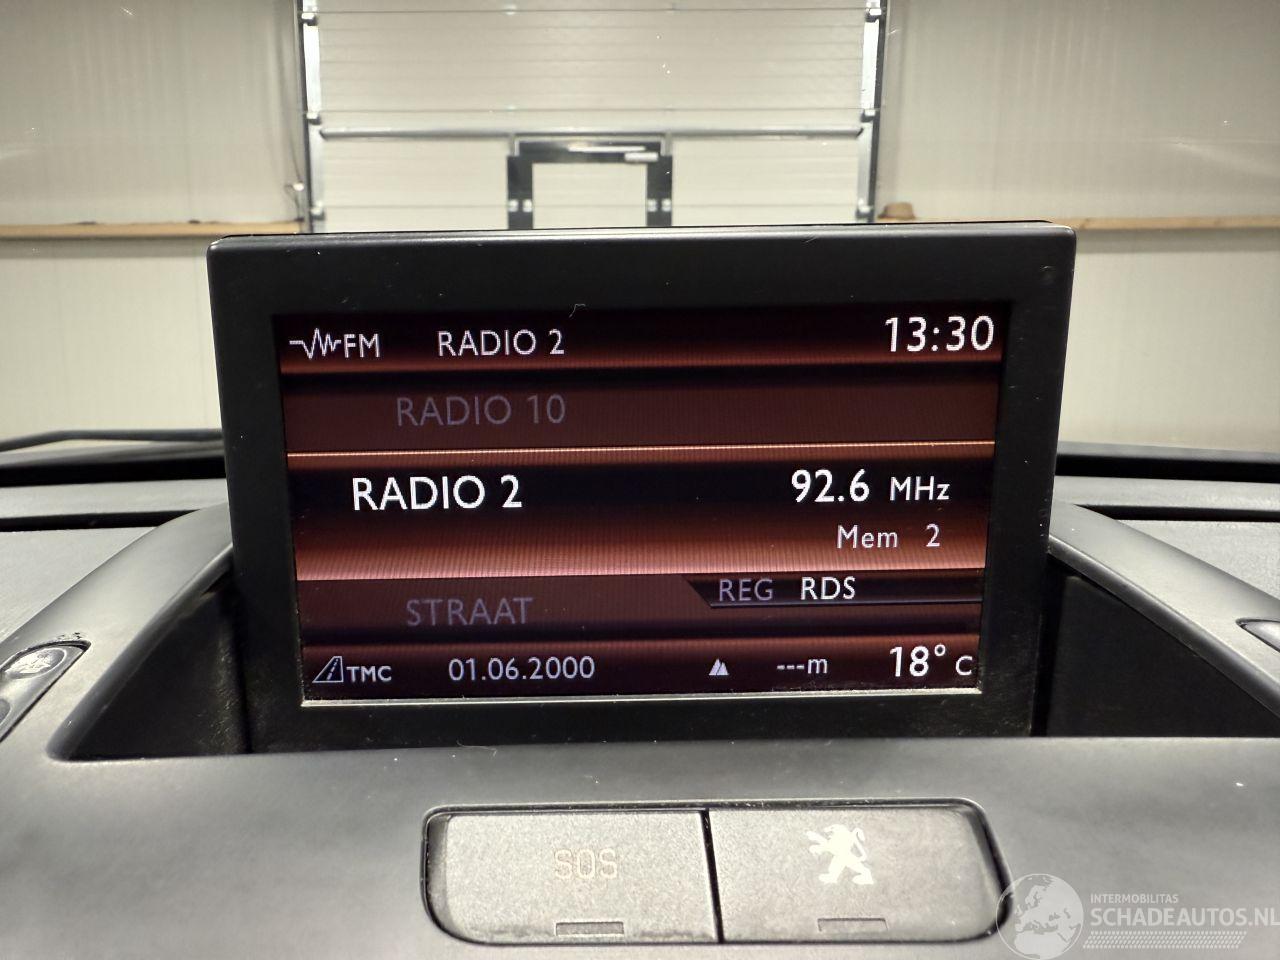 FM RADIO 2 13:30
RADIO 10
RADIO 2 92.6 MHz
Mem 2
REG RDS
STRAAT
TMC 01.06.2000 ---m 18° C
SOS
INTERMOBILITAS
SCHADEAUTOS.NL